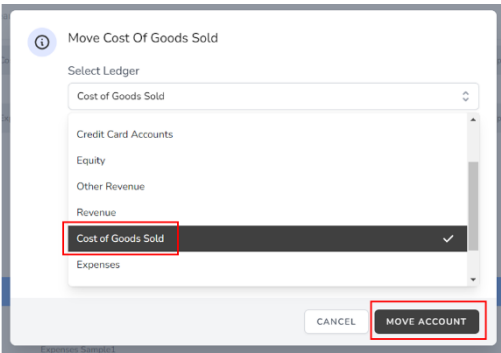 Move Cost Of Goods Sold
Select Ledger
Cost of Goods Sold
Credit Card Accounts
Equity
Other Revenue
Revenue
Cost of Goods Sold
Expenses
CANCEL
MOVE ACCOUNT
Expenses Sample1